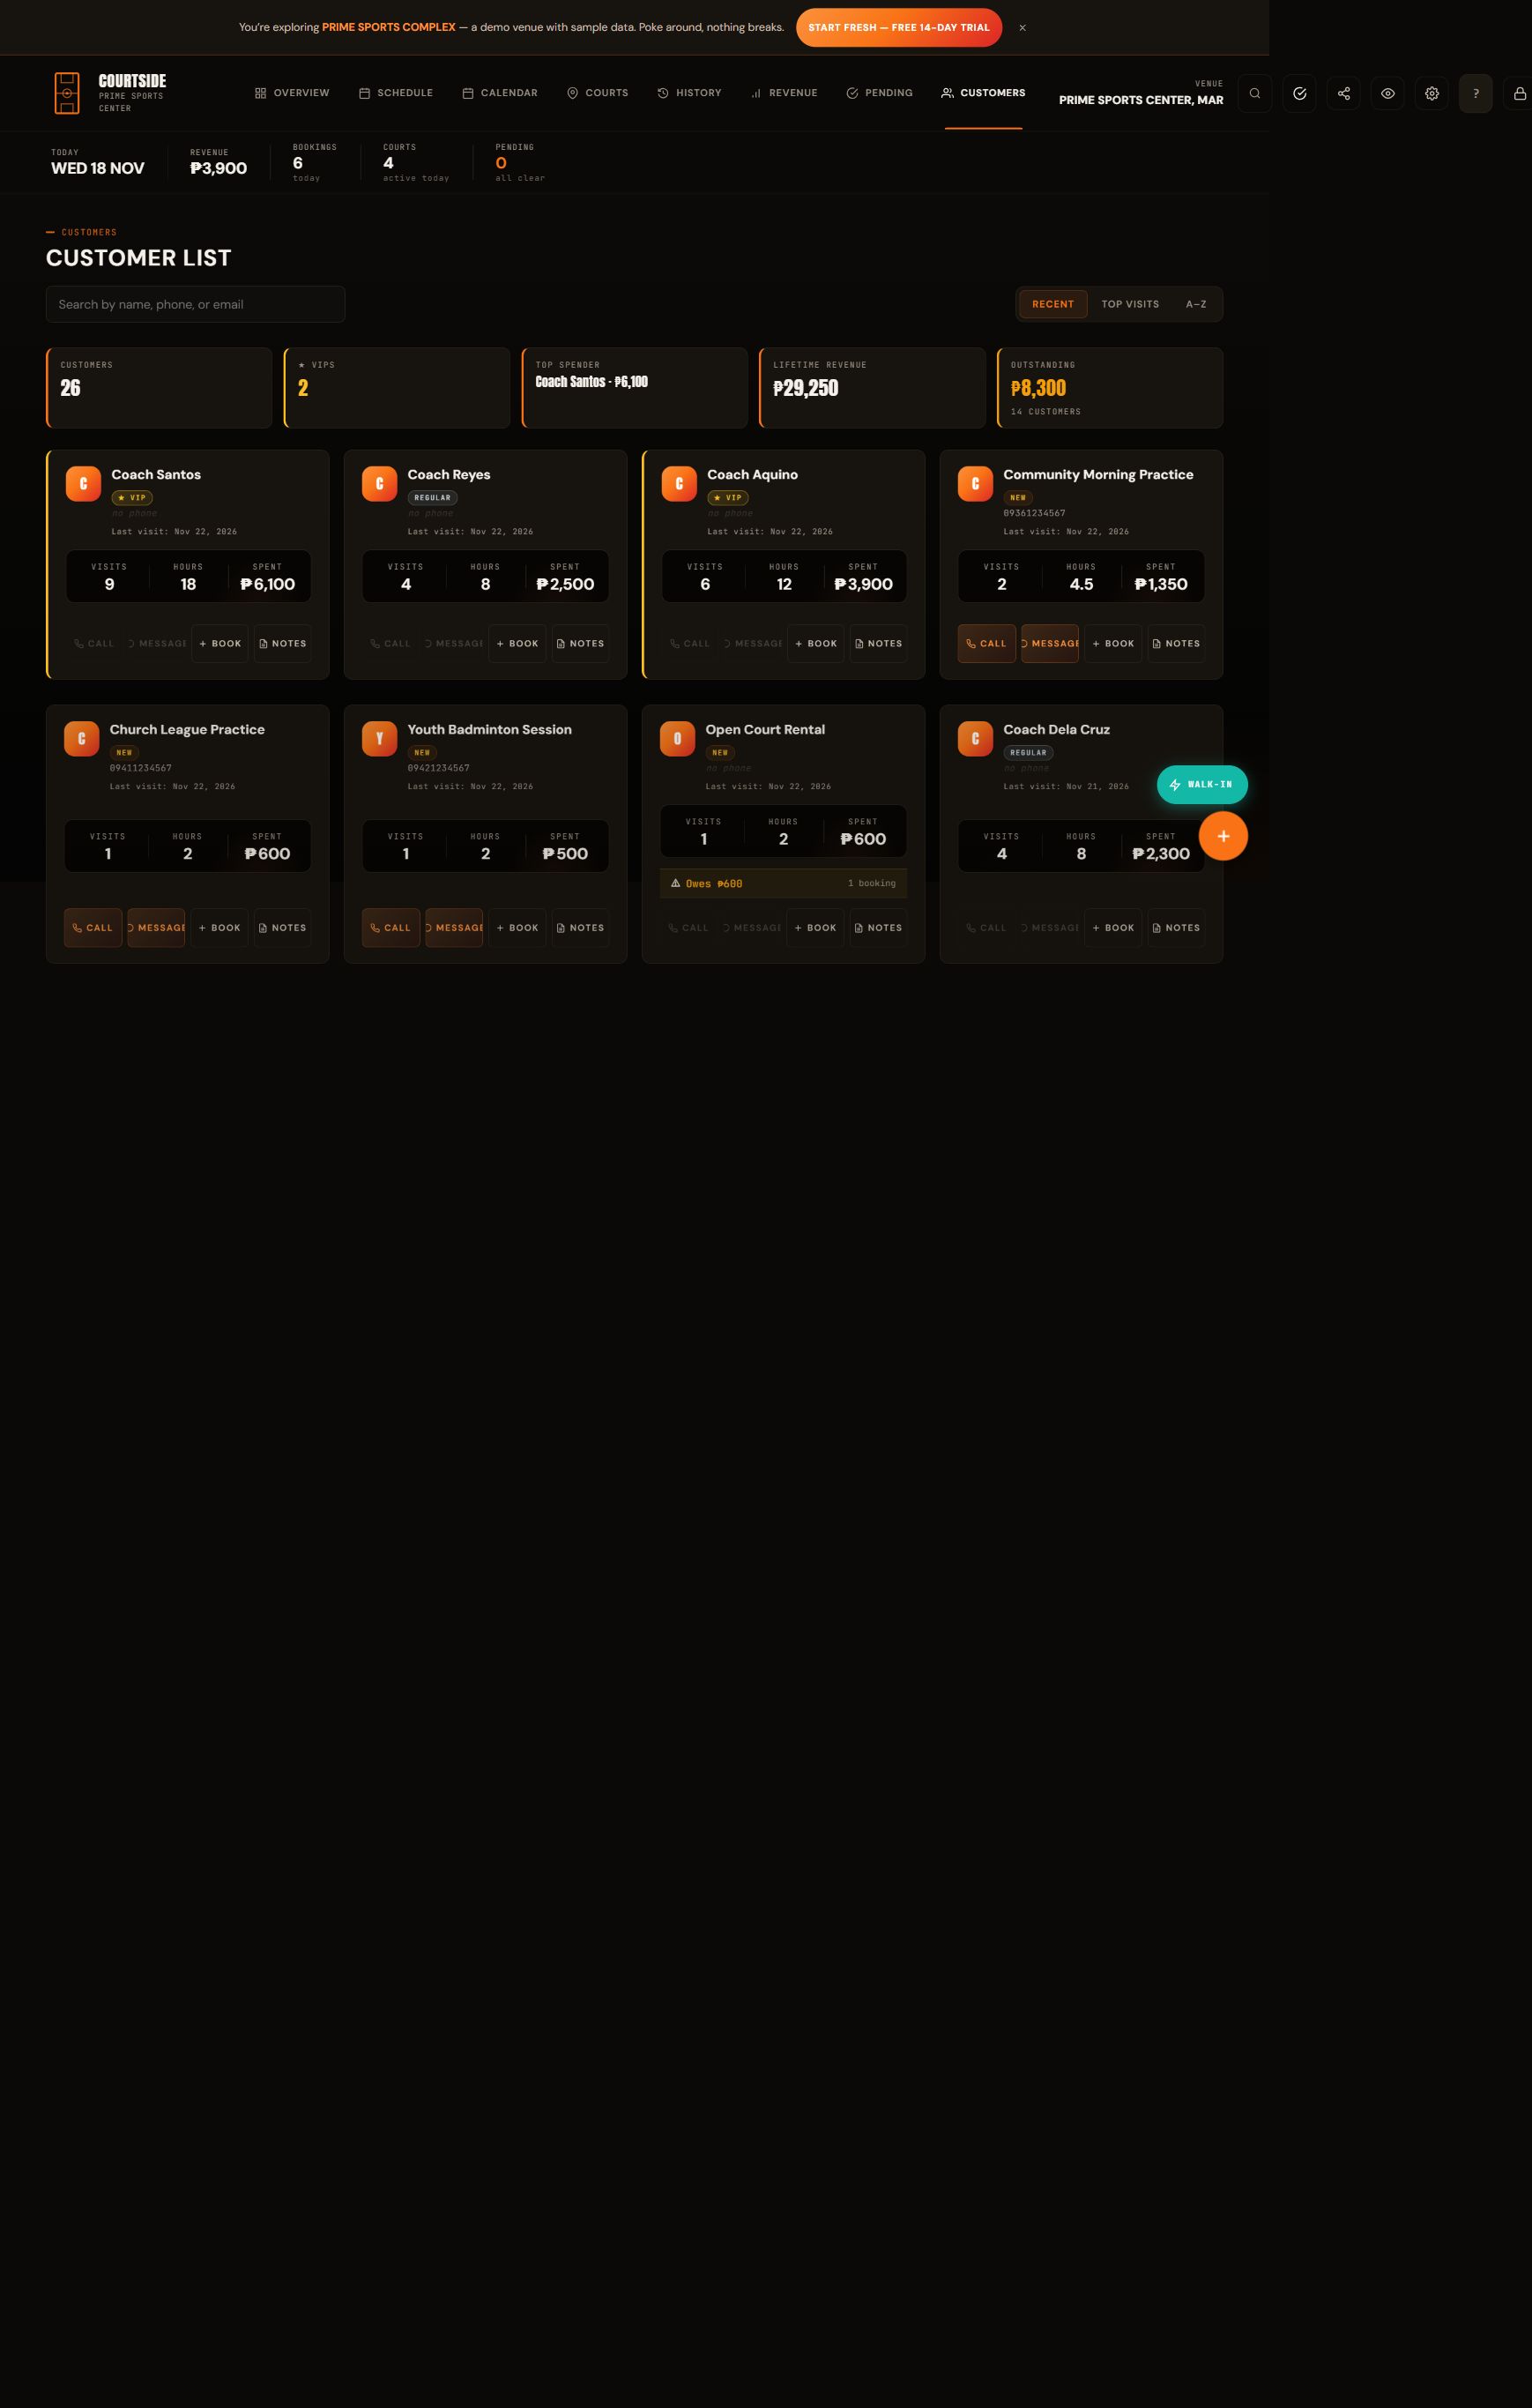 You're exploring PRIME SPORTS COMPLEX — a demo venue with sample data. Poke around, nothing breaks.
START FRESH — FREE 14-DAY TRIAL
×
COURTSIDE
PRIME SPORTS
CENTER
OVERVIEW
SCHEDULE
CALENDAR
COURTS
HISTORY
REVENUE
PENDING
CUSTOMERS
VENUE
PRIME SPORTS CENTER, MAR
?
TODAY
WED 18 NOV
REVENUE
₱3,900
BOOKINGS
6
today
COURTS
4
active today
PENDING
0
all clear
CUSTOMERS
CUSTOMER LIST
Search by name, phone, or email
RECENT
TOP VISITS
A–Z
CUSTOMERS
26
★ VIPS
2
TOP SPENDER
Coach Santos · ₱6,100
LIFETIME REVENUE
₱29,250
OUTSTANDING
₱8,300
14 CUSTOMERS
C
Coach Santos
★ VIP
no phone
Last visit: Nov 22, 2026
VISITS HOURS SPENT
9 18 ₱6,100
CALL MESSAGE + BOOK NOTES
C
Coach Reyes
REGULAR
no phone
Last visit: Nov 22, 2026
VISITS HOURS SPENT
4 8 ₱2,500
CALL MESSAGE + BOOK NOTES
C
Coach Aquino
★ VIP
no phone
Last visit: Nov 22, 2026
VISITS HOURS SPENT
6 12 ₱3,900
CALL MESSAGE + BOOK NOTES
C
Community Morning Practice
NEW
09361234567
Last visit: Nov 22, 2026
VISITS HOURS SPENT
2 4.5 ₱1,350
CALL MESSAGE + BOOK NOTES
C
Church League Practice
NEW
09411234567
Last visit: Nov 22, 2026
VISITS HOURS SPENT
1 2 ₱600
CALL MESSAGE + BOOK NOTES
Y
Youth Badminton Session
NEW
09421234567
Last visit: Nov 22, 2026
VISITS HOURS SPENT
1 2 ₱500
CALL MESSAGE + BOOK NOTES
O
Open Court Rental
NEW
no phone
Last visit: Nov 22, 2026
VISITS HOURS SPENT
1 2 ₱600
⚠ Owes ₱600 1 booking
CALL MESSAGE + BOOK NOTES
C
Coach Dela Cruz
REGULAR
no phone
Last visit: Nov 21, 2026
VISITS HOURS SPENT
4 8 ₱2,300
CALL MESSAGE + BOOK NOTES
WALK-IN
+